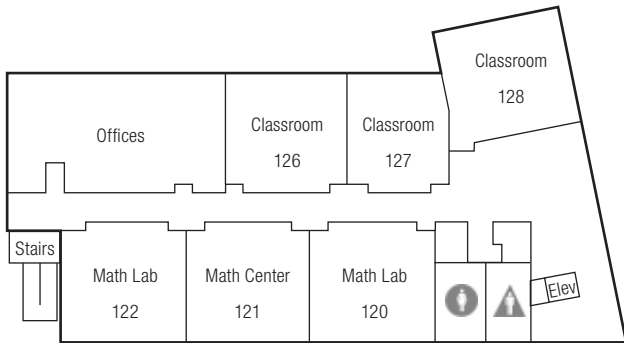 Classroom
128
Offices
Classroom
126
Classroom
127
Stairs
Math Lab
122
Math Center
121
Math Lab
120
Elev